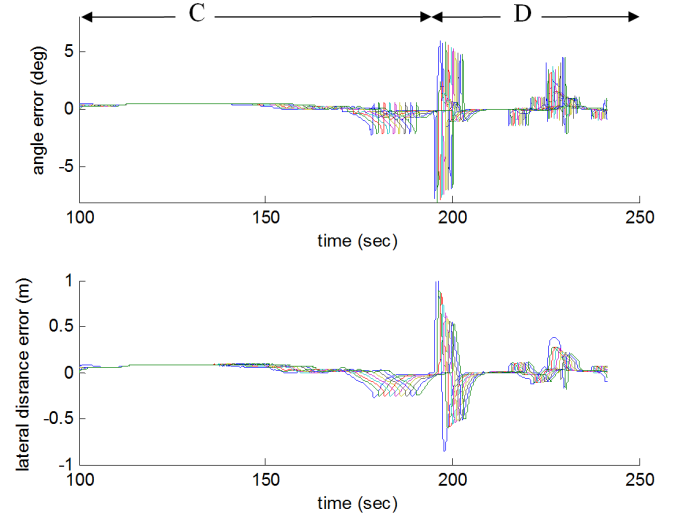 C D
5
0
-5
angle error (deg)
100 150 200 250
time (sec)
1
0.5
0
-0.5
-1
lateral disrance error (m)
100 150 200 250
time (sec)